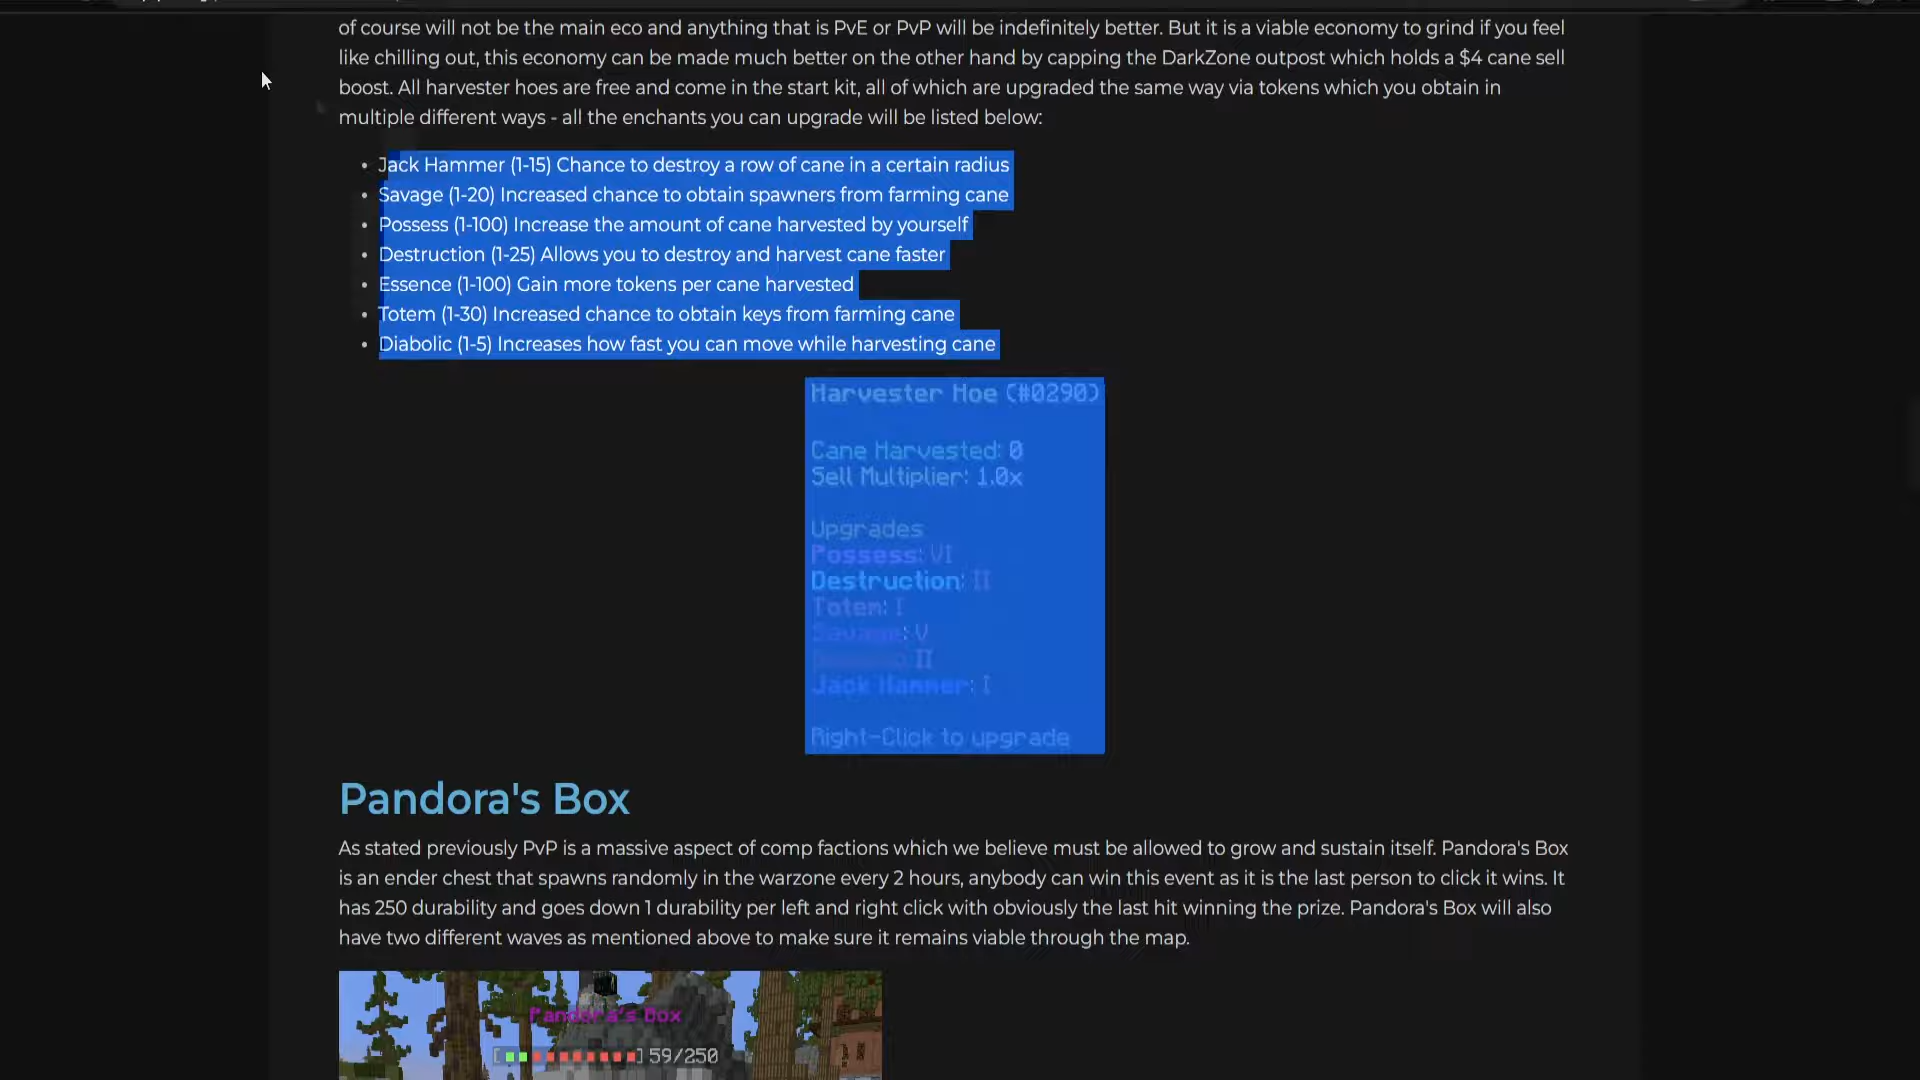 of course will not be the main eco and anything that is PvE or PvP will be indefinitely better. But it is a viable economy to grind if you feel
like chilling out, this economy can be made much better on the other hand by capping the DarkZone outpost which holds a $4 cane sell
boost. All harvester hoes are free and come in the start kit, all of which are upgraded the same way via tokens which you obtain in
multiple different ways - all the enchants you can upgrade will be listed below:
• Jack Hammer (1-15) Chance to destroy a row of cane in a certain radius
• Savage (1-20) Increased chance to obtain spawners from farming cane
• Possess (1-100) Increase the amount of cane harvested by yourself
• Destruction (1-25) Allows you to destroy and harvest cane faster
• Essence (1-100) Gain more tokens per cane harvested
• Totem (1-30) Increased chance to obtain keys from farming cane
• Diabolic (1-5) Increases how fast you can move while harvesting cane
Harvester Hoe (#0290)
Cane Harvested: 0
Sell Multiplier: 1.0x
Upgrades
Possess: VI
Destruction: II
Totem: I
Savage: V
II
Jack Hammer: I
Right-Click to upgrade
Pandora's Box
As stated previously PvP is a massive aspect of comp factions which we believe must be allowed to grow and sustain itself. Pandora's Box
is an ender chest that spawns randomly in the warzone every 2 hours, anybody can win this event as it is the last person to click it wins. It
has 250 durability and goes down 1 durability per left and right click with obviously the last hit winning the prize. Pandora's Box will also
have two different waves as mentioned above to make sure it remains viable through the map.
Pandora's Box
59/250